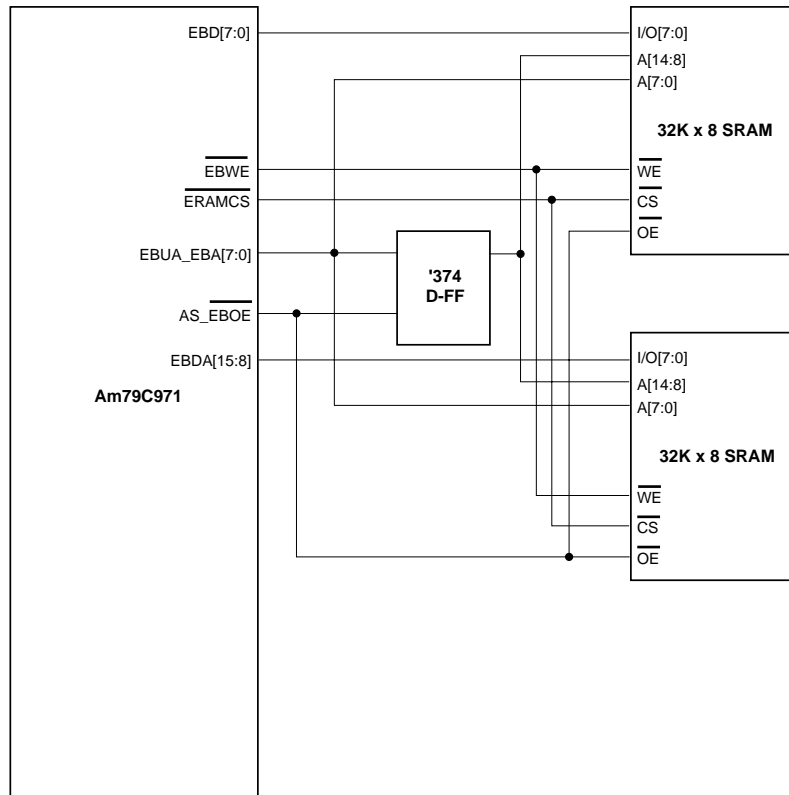 EBD[7:0]
EBWE
ERAMCS
EBUA_EBA[7:0]
AS_EBOE
EBDA[15:8]
Am79C971
'374
D-FF
I/O[7:0]
A[14:8]
A[7:0]
32K x 8 SRAM
WE
CS
OE
I/O[7:0]
A[14:8]
A[7:0]
32K x 8 SRAM
WE
CS
OE